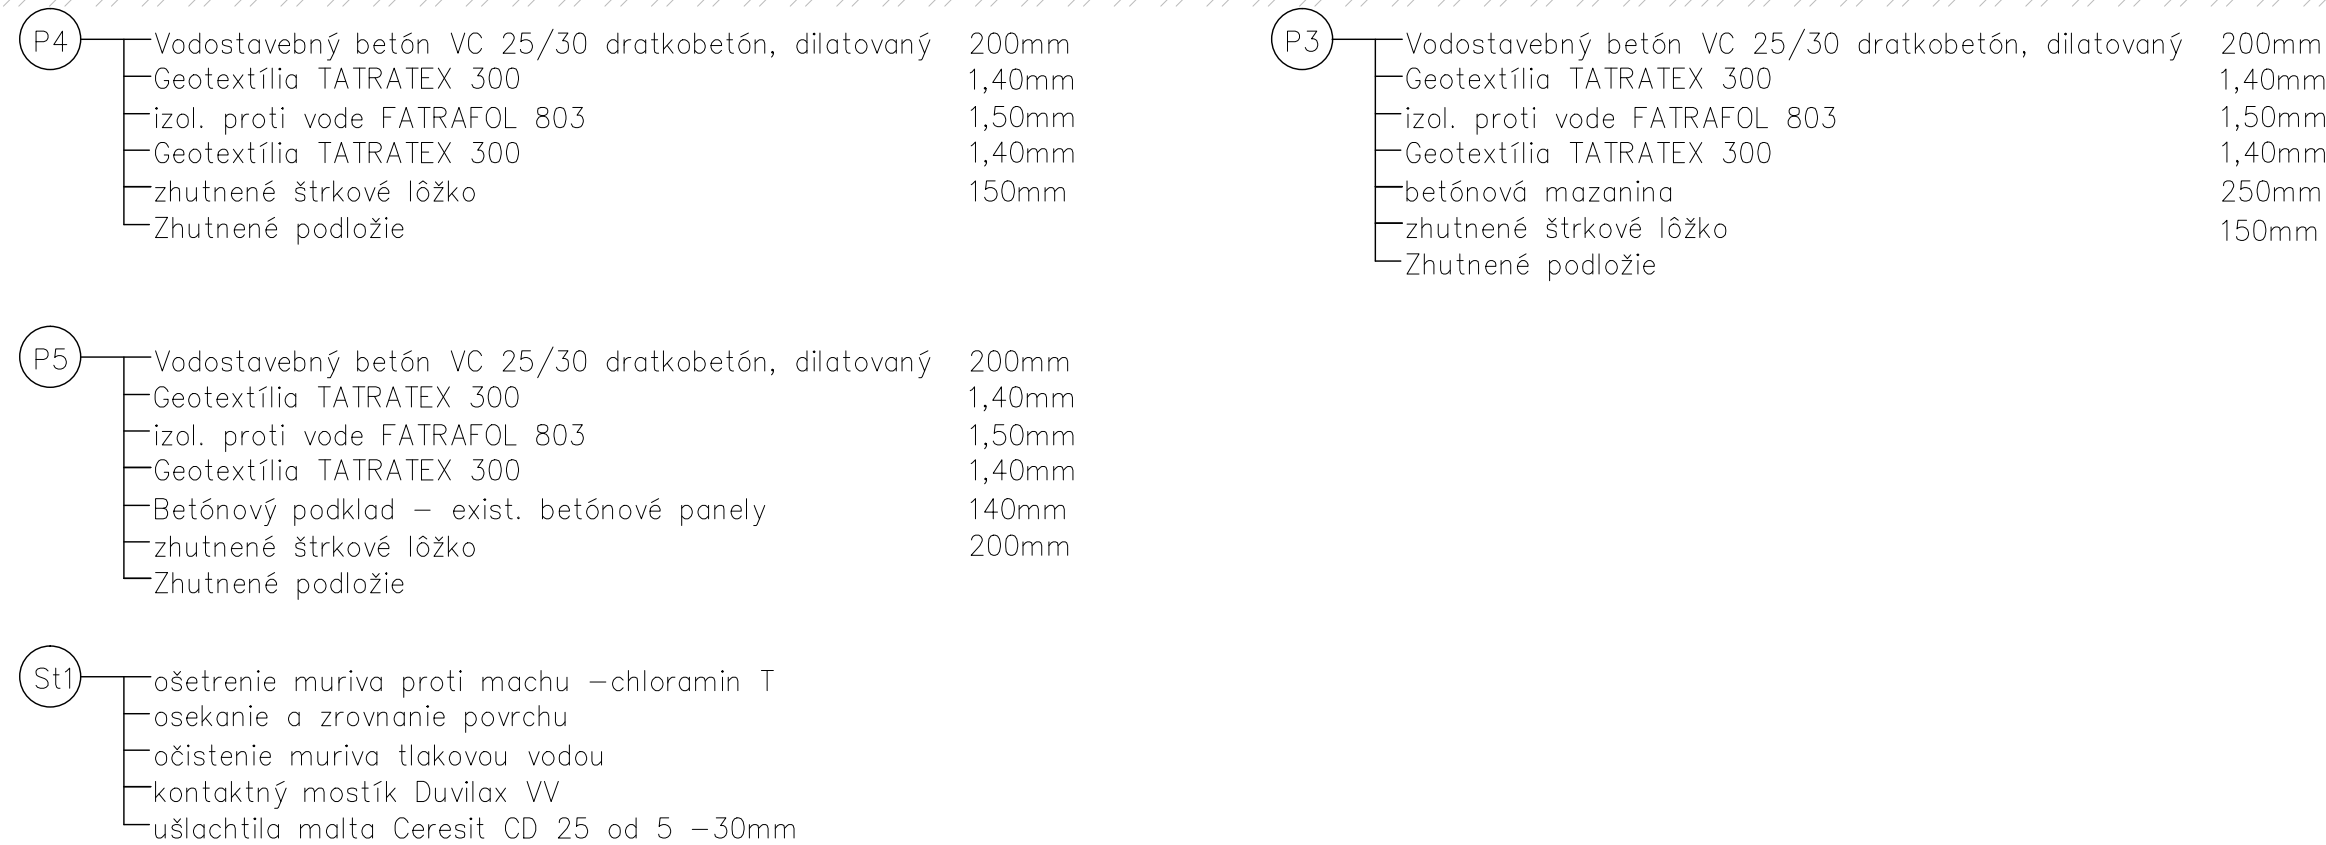 P4
Vodostavebný betón VC 25/30 dratkobetón, dilatovaný 200mm
Geotextília TATRATEX 300 1,40mm
izol. proti vode FATRAFOL 803 1,50mm
Geotextília TATRATEX 300 1,40mm
zhutnené štrkové lôžko 150mm
Zhutnené podložie
P3
Vodostavebný betón VC 25/30 dratkobetón, dilatovaný 200mm
Geotextília TATRATEX 300 1,40mm
izol. proti vode FATRAFOL 803 1,50mm
Geotextília TATRATEX 300 1,40mm
betónová mazanina 250mm
zhutnené štrkové lôžko 150mm
Zhutnené podložie
P5
Vodostavebný betón VC 25/30 dratkobetón, dilatovaný 200mm
Geotextília TATRATEX 300 1,40mm
izol. proti vode FATRAFOL 803 1,50mm
Geotextília TATRATEX 300 1,40mm
Betónový podklad – exist. betónové panely 140mm
zhutnené štrkové lôžko 200mm
Zhutnené podložie
St1
ošetrenie muriva proti machu –chloramin T
osekanie a zrovnanie povrchu
očistenie muriva tlakovou vodou
kontaktný mostík Duvilax VV
ušlachtila malta Ceresit CD 25 od 5 –30mm